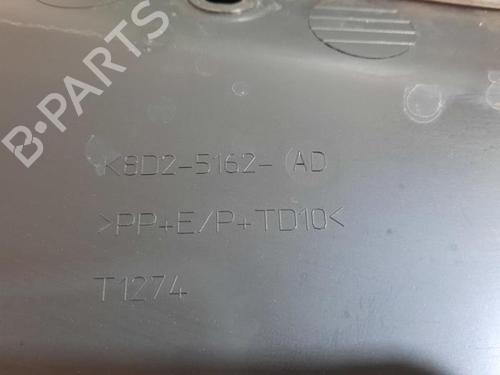 B-PARTS
K8D2-5162- AD
>PP+E/P+TD10<
T1274